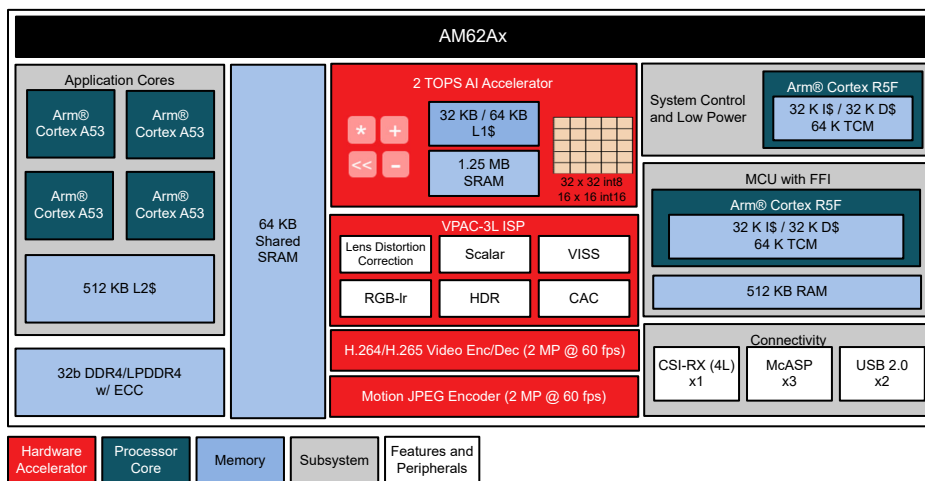 AM62Ax
Application Cores
Arm®
Cortex A53
Arm®
Cortex A53
Arm®
Cortex A53
Arm®
Cortex A53
512 KB L2$
32b DDR4/LPDDR4
w/ ECC
64 KB
Shared
SRAM
2 TOPS AI Accelerator
*
+
<<
-
32 KB / 64 KB
L1$
1.25 MB
SRAM
32 x 32 int8
16 x 16 int16
VPAC-3L ISP
Lens Distortion
Correction
Scalar
VISS
RGB-Ir
HDR
CAC
H.264/H.265 Video Enc/Dec (2 MP @ 60 fps)
Motion JPEG Encoder (2 MP @ 60 fps)
System Control
and Low Power
Arm® Cortex R5F
32 K I$ / 32 K D$
64 K TCM
MCU with FFI
Arm® Cortex R5F
32 K I$ / 32 K D$
64 K TCM
512 KB RAM
Connectivity
CSI-RX (4L)
x1
McASP
x3
USB 2.0
x2
Hardware
Accelerator
Processor
Core
Memory
Subsystem
Features and
Peripherals